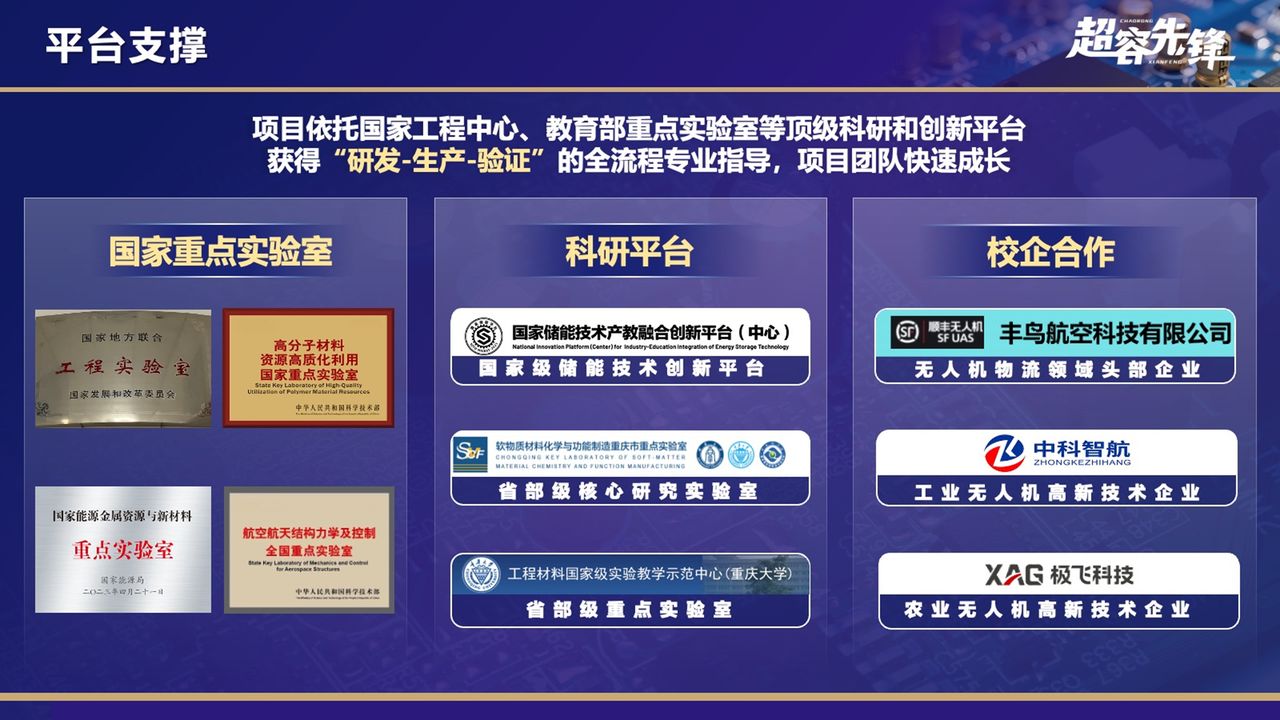 平台支撑
CHAORONG
超容先锋
XIANFENG
项目依托国家工程中心、教育部重点实验室等顶级科研和创新平台
获得“研发-生产-验证”的全流程专业指导，项目团队快速成长
国家重点实验室
国家地方联合
工程实验室
国家发展和改革委员会
高分子材料
资源高质化利用
国家重点实验室
State Key Laboratory of High-Quality
Utilization of Polymer Material Resources
中华人民共和国科学技术部
国家能源金属资源与新材料
重点实验室
国家能源局
二〇二三年四月二十一日
航空航天结构力学及控制
全国重点实验室
State Key Laboratory of Mechanics and Control
for Aerospace Structures
中华人民共和国科学技术部
科研平台
国家储能技术产教融合创新平台（中心）
National Innovation Platform (Center) for Industry-Education Integration of Energy Storage Technology
国家级储能技术创新平台
软物质材料化学与功能制造重庆市重点实验室
CHONGQING KEY LABORATORY OF SOFT-MATTER
MATERIAL CHEMISTRY AND FUNCTION MANUFACTURING
省部级核心研究实验室
工程材料国家级实验教学示范中心(重庆大学)
省部级重点实验室
校企合作
SF 顺丰无人机
SF UAS
丰鸟航空科技有限公司
无人机物流领域头部企业
中科智航
ZHONGKEZHIHANG
工业无人机高新技术企业
XAG 极飞科技
农业无人机高新技术企业